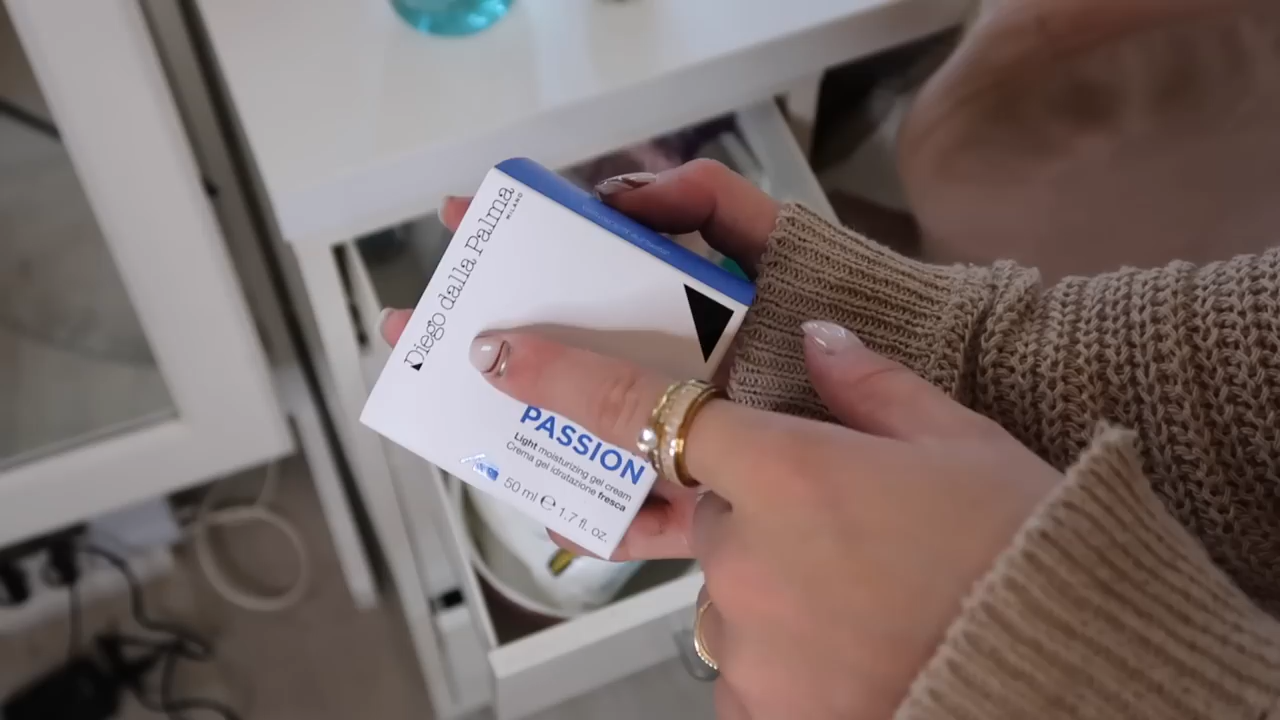 Diego dalla Palma
MILANO
PASSION
Light moisturizing gel cream
Crema gel idratazione fresca
50 ml ℮ 1.7 fl. oz.